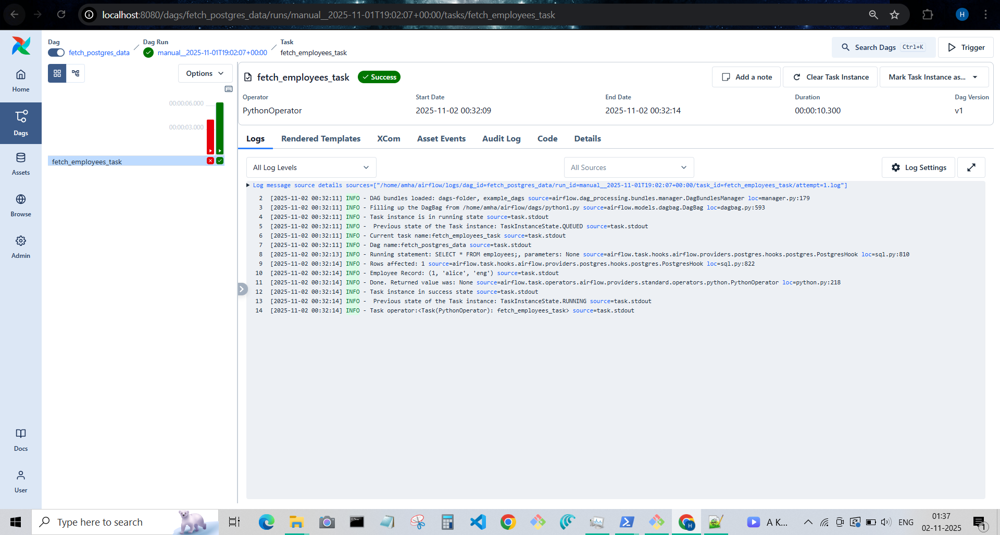 localhost:8080/dags/fetch_postgres_data/runs/manual__2025-11-01T19:02:07+00:00/tasks/fetch_employees_task
H
Dag
fetch_postgres_data
Dag Run
manual__2025-11-01T19:02:07+00:00
Task
fetch_employees_task
Search Dags Ctrl+K
Trigger
Home
Dags
Assets
Browse
Admin
Docs
User
Options
00:00:06.000
00:00:03.000
fetch_employees_task
fetch_employees_task Success
Add a note
Clear Task Instance
Mark Task Instance as...
Operator Start Date End Date Duration Dag Version
PythonOperator 2025-11-02 00:32:09 2025-11-02 00:32:14 00:00:10.300 v1
Logs Rendered Templates XCom Asset Events Audit Log Code Details
All Log Levels
All Sources
Log Settings
Log message source details sources=["/home/amha/airflow/logs/dag_id=fetch_postgres_data/run_id=manual__2025-11-01T19:02:07+00:00/task_id=fetch_employees_task/attempt=1.log"]
2 [2025-11-02 00:32:11] INFO - DAG bundles loaded: dags-folder, example_dags source=airflow.dag_processing.bundles.manager.DagBundlesManager loc=manager.py:179
3 [2025-11-02 00:32:11] INFO - Filling up the DagBag from /home/amha/airflow/dags/python1.py source=airflow.models.dagbag.DagBag loc=dagbag.py:593
4 [2025-11-02 00:32:11] INFO - Task instance is in running state source=task.stdout
5 [2025-11-02 00:32:11] INFO -  Previous state of the Task instance: TaskInstanceState.QUEUED source=task.stdout
6 [2025-11-02 00:32:11] INFO - Current task name:fetch_employees_task source=task.stdout
7 [2025-11-02 00:32:11] INFO - Dag name:fetch_postgres_data source=task.stdout
8 [2025-11-02 00:32:13] INFO - Running statement: SELECT * FROM employees;, parameters: None source=airflow.task.hooks.airflow.providers.postgres.hooks.postgres.PostgresHook loc=sql.py:810
9 [2025-11-02 00:32:14] INFO - Rows affected: 1 source=airflow.task.hooks.airflow.providers.postgres.hooks.postgres.PostgresHook loc=sql.py:822
10 [2025-11-02 00:32:14] INFO - Employee Record: (1, 'alice', 'eng') source=task.stdout
11 [2025-11-02 00:32:14] INFO - Done. Returned value was: None source=airflow.task.operators.airflow.providers.standard.operators.python.PythonOperator loc=python.py:218
12 [2025-11-02 00:32:14] INFO - Task instance in success state source=task.stdout
13 [2025-11-02 00:32:14] INFO -  Previous state of the Task instance: TaskInstanceState.RUNNING source=task.stdout
14 [2025-11-02 00:32:14] INFO - Task operator:<Task(PythonOperator): fetch_employees_task> source=task.stdout
Type here to search
A K...
ENG
01:37
02-11-2025
1